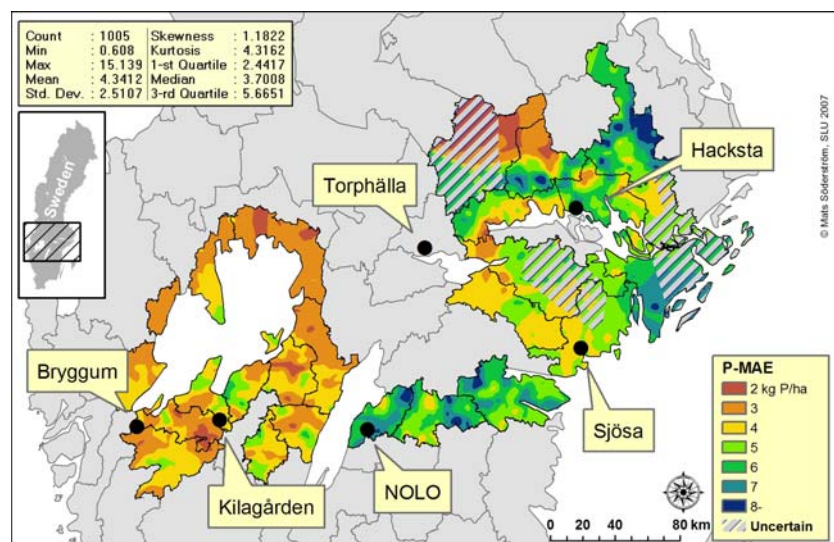 Count : 1005 Skewness : 1.1822
Min : 0.608 Kurtosis : 4.3162
Max : 15.139 1-st Quartile : 2.4417
Mean : 4.3412 Median : 3.7008
Std. Dev. : 2.5107 3-rd Quartile : 5.6651
Sweden
Torphälla
Hacksta
© Mats Söderström, SLU 2007
Bryggum
Kilagården
NOLO
Sjösa
P-MAE
2 kg P/ha
3
4
5
6
7
8-
Uncertain
0 20 40 80 km